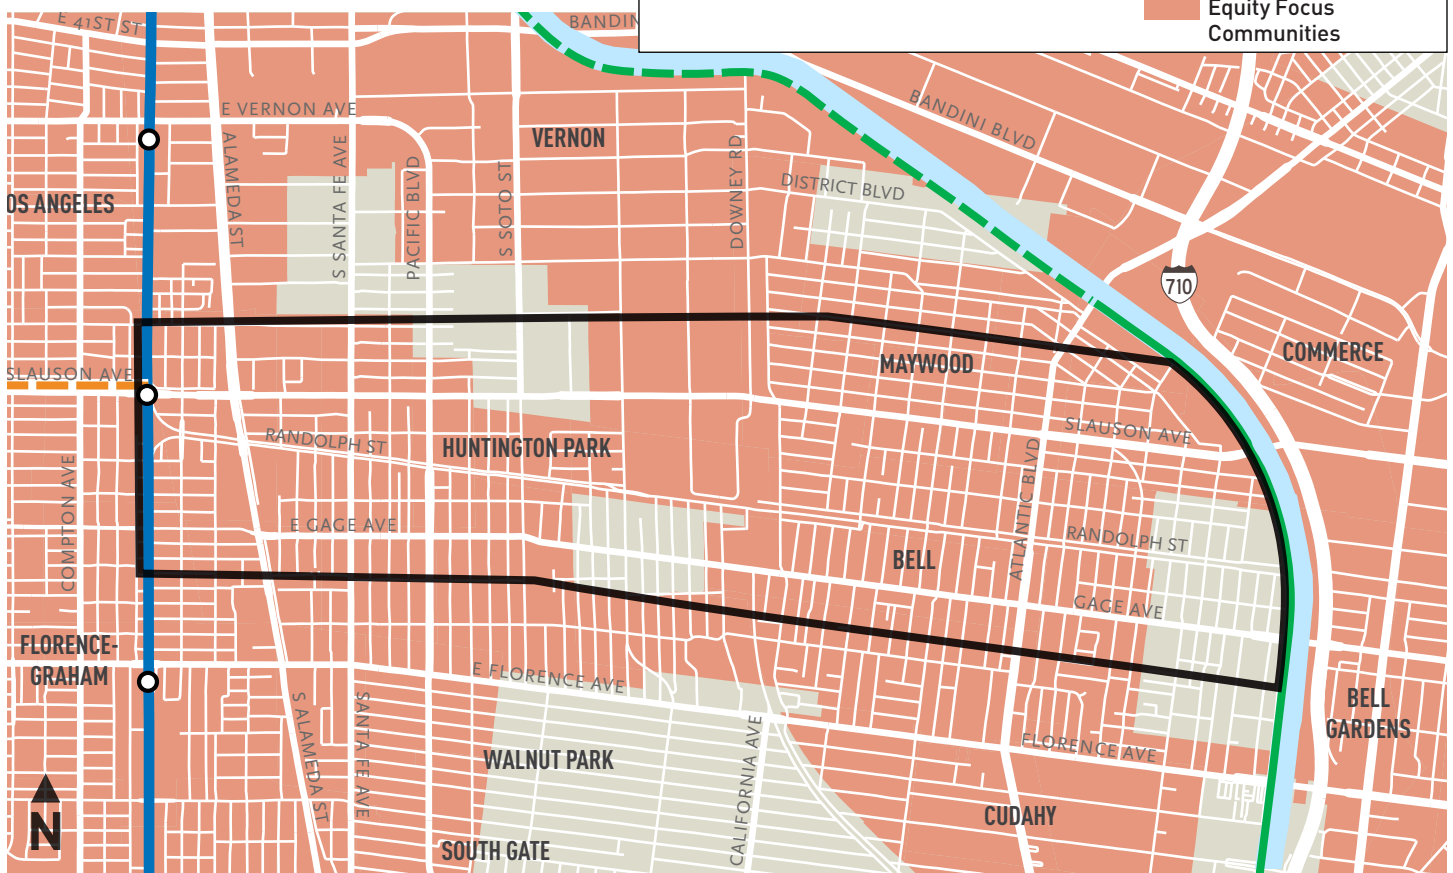 Equity Focus
Communities
E 41ST ST
BANDIN
E VERNON AVE
BANDINI BLVD
VERNON
ALAMEDA ST
S SANTA FE AVE
PACIFIC BLVD
S SOTO ST
DOWNEY RD
DISTRICT BLVD
OS ANGELES
710
COMMERCE
MAYWOOD
SLAUSON AVE
SLAUSON AVE
RANDOLPH ST
HUNTINGTON PARK
COMPTON AVE
ATLANTIC BLVD
E GAGE AVE
RANDOLPH ST
BELL
GAGE AVE
FLORENCE-
GRAHAM
E FLORENCE AVE
BELL
GARDENS
S ALAMEDA ST
SANTA FE AVE
CALIFORNIA AVE
FLORENCE AVE
WALNUT PARK
CUDAHY
N
SOUTH GATE